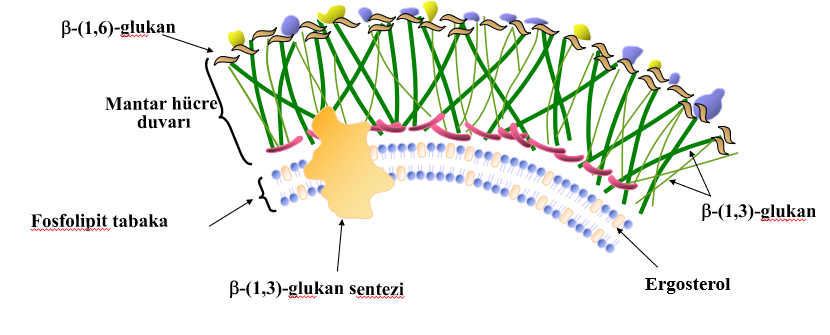 β-(1,6)-glukan
Mantar hücre
duvarı
Fosfolipit tabaka
β-(1,3)-glukan
β-(1,3)-glukan sentezi
Ergosterol